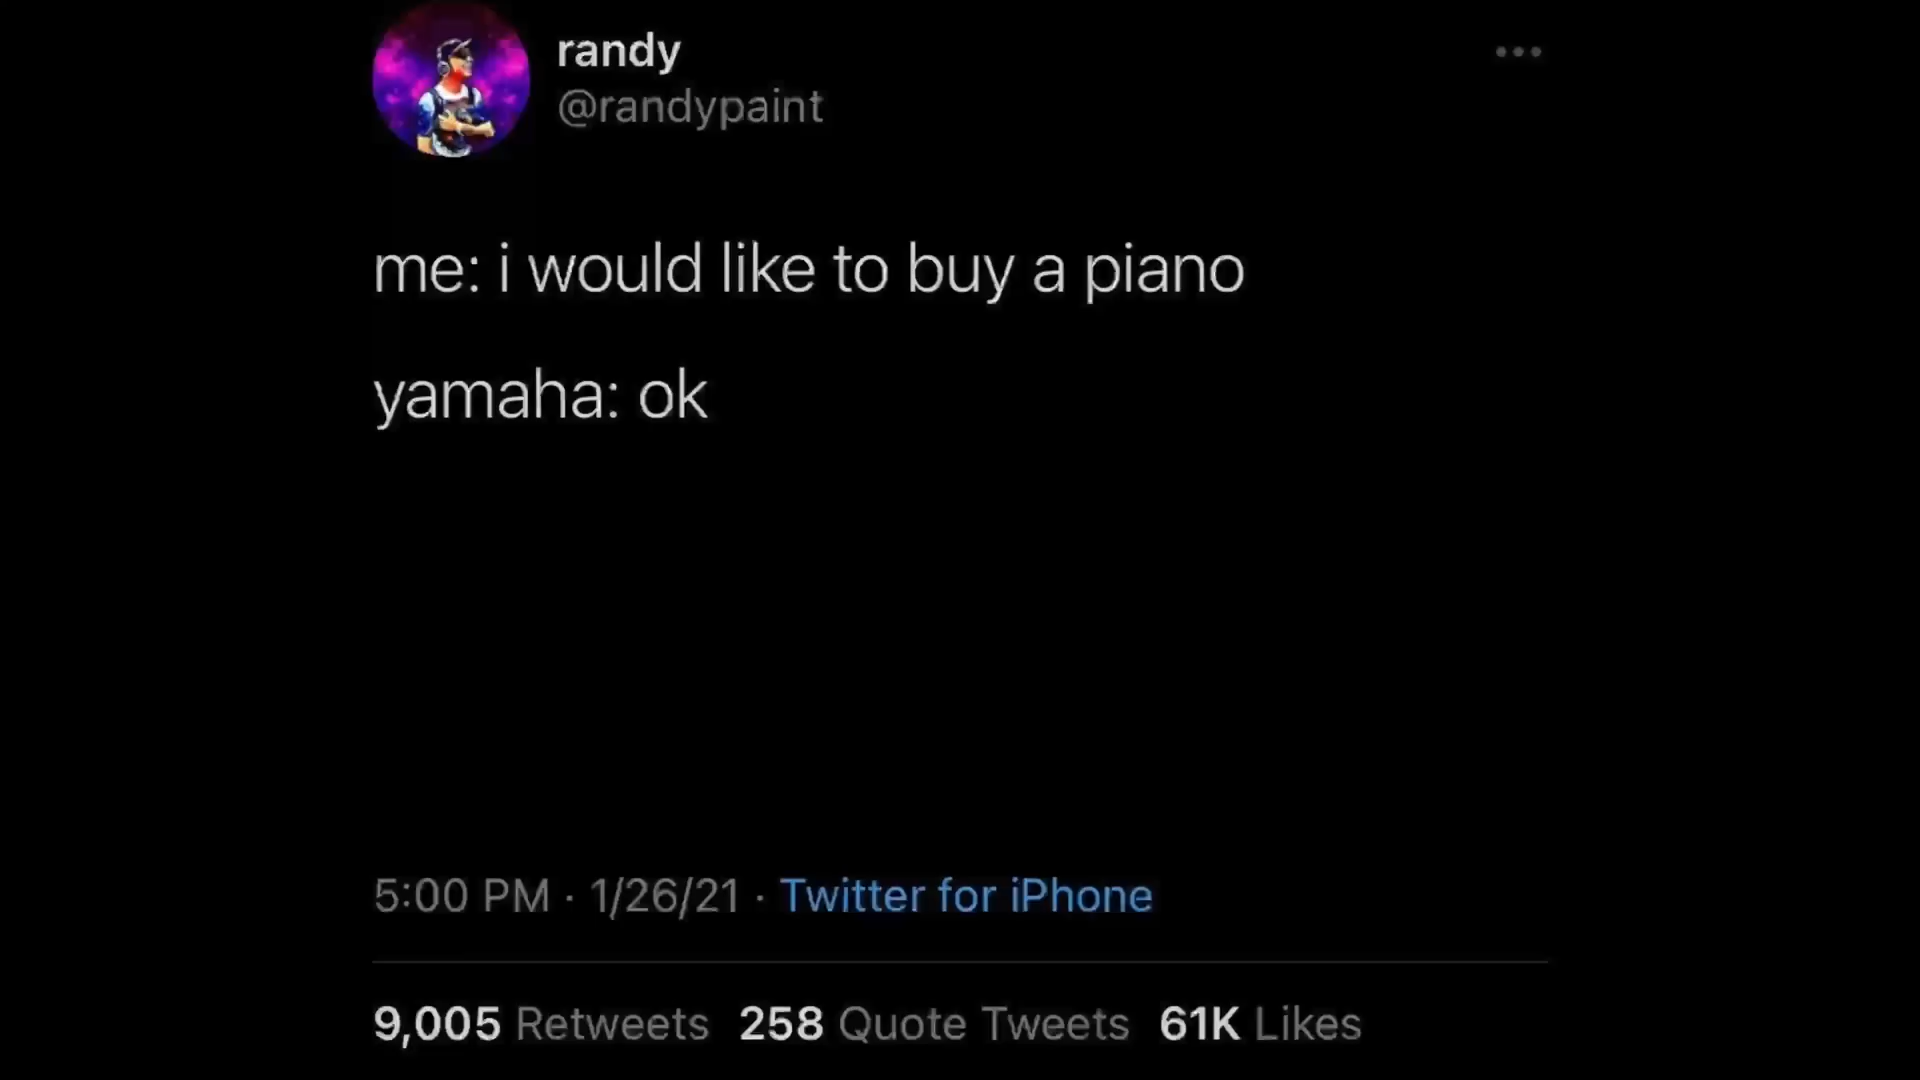 randy
@randypaint
me: i would like to buy a piano
yamaha: ok
5:00 PM · 1/26/21 · Twitter for iPhone
9,005 Retweets 258 Quote Tweets 61K Likes